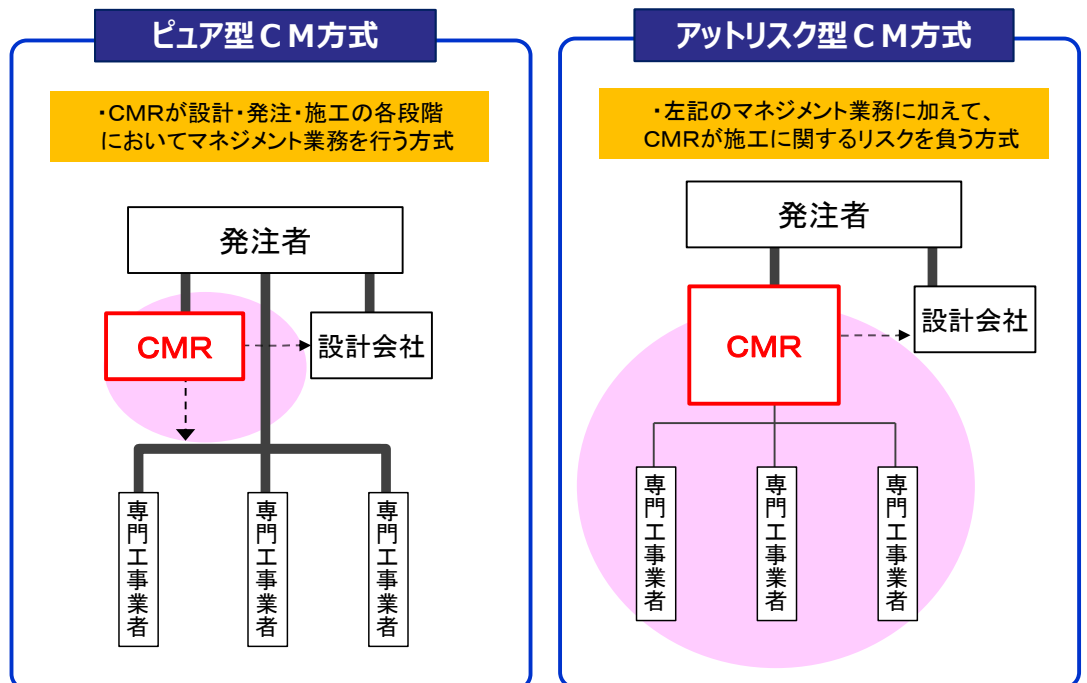 ピュア型CM方式
・CMRが設計・発注・施工の各段階
においてマネジメント業務を行う方式
発注者
CMR
設計会社
専門工事業者
専門工事業者
専門工事業者
アットリスク型CM方式
・左記のマネジメント業務に加えて、
CMRが施工に関するリスクを負う方式
発注者
CMR
設計会社
専門工事業者
専門工事業者
専門工事業者